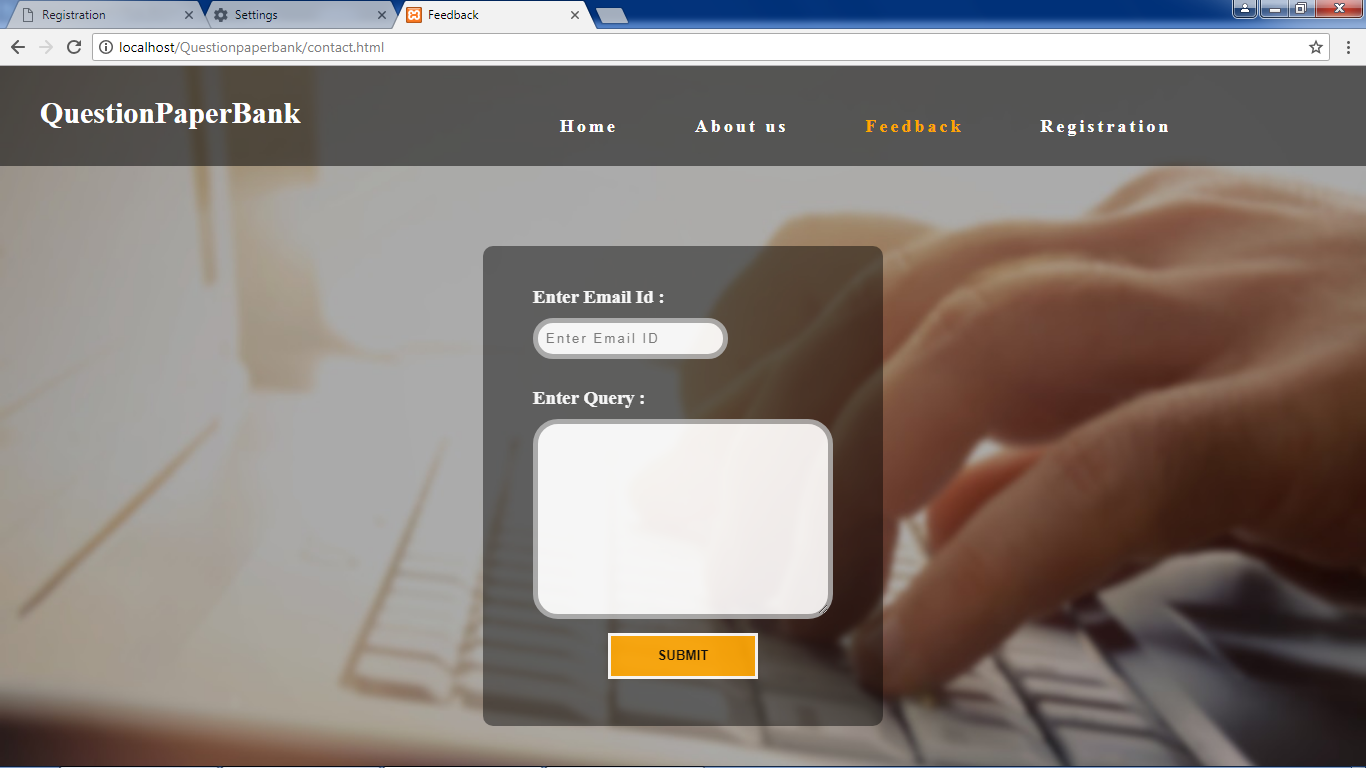 Registration
Settings
Feedback
localhost/Questionpaperbank/contact.html
QuestionPaperBank
Home
About us
Feedback
Registration
Enter Email Id :
Enter Email ID
Enter Query :
SUBMIT